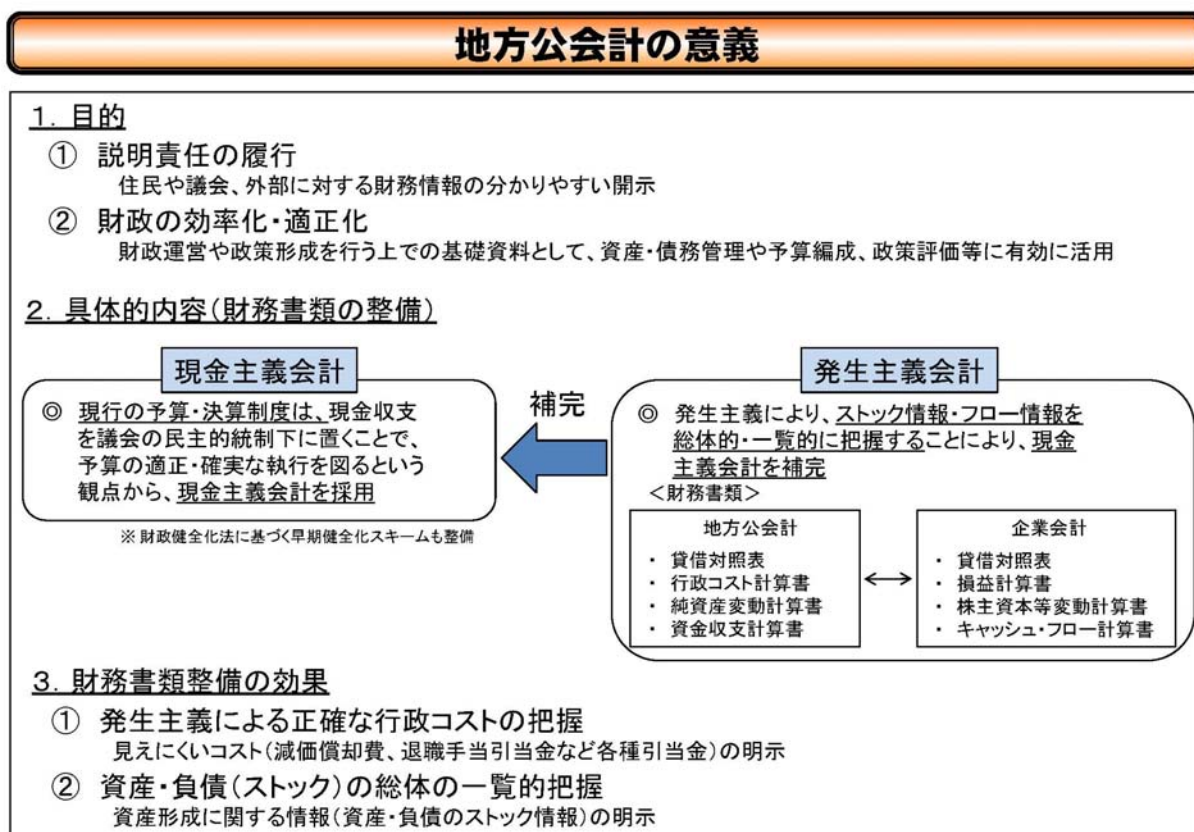 地方公会計の意義
１．目的
① 説明責任の履行
住民や議会、外部に対する財務情報の分かりやすい開示
② 財政の効率化・適正化
財政運営や政策形成を行う上での基礎資料として、資産・債務管理や予算編成、政策評価等に有効に活用
２．具体的内容（財務書類の整備）
現金主義会計
◎ 現行の予算・決算制度は、現金収支
を議会の民主的統制下に置くことで、
予算の適正・確実な執行を図るという
観点から、現金主義会計を採用
※ 財政健全化法に基づく早期健全化スキームも整備
補完
発生主義会計
◎ 発生主義により、ストック情報・フロー情報を
総体的・一覧的に把握することにより、現金
主義会計を補完
＜財務書類＞
地方公会計
・ 貸借対照表
・ 行政コスト計算書
・ 純資産変動計算書
・ 資金収支計算書
企業会計
・ 貸借対照表
・ 損益計算書
・ 株主資本等変動計算書
・ キャッシュ・フロー計算書
３．財務書類整備の効果
① 発生主義による正確な行政コストの把握
見えにくいコスト（減価償却費、退職手当引当金など各種引当金）の明示
② 資産・負債（ストック）の総体の一覧的把握
資産形成に関する情報（資産・負債のストック情報）の明示